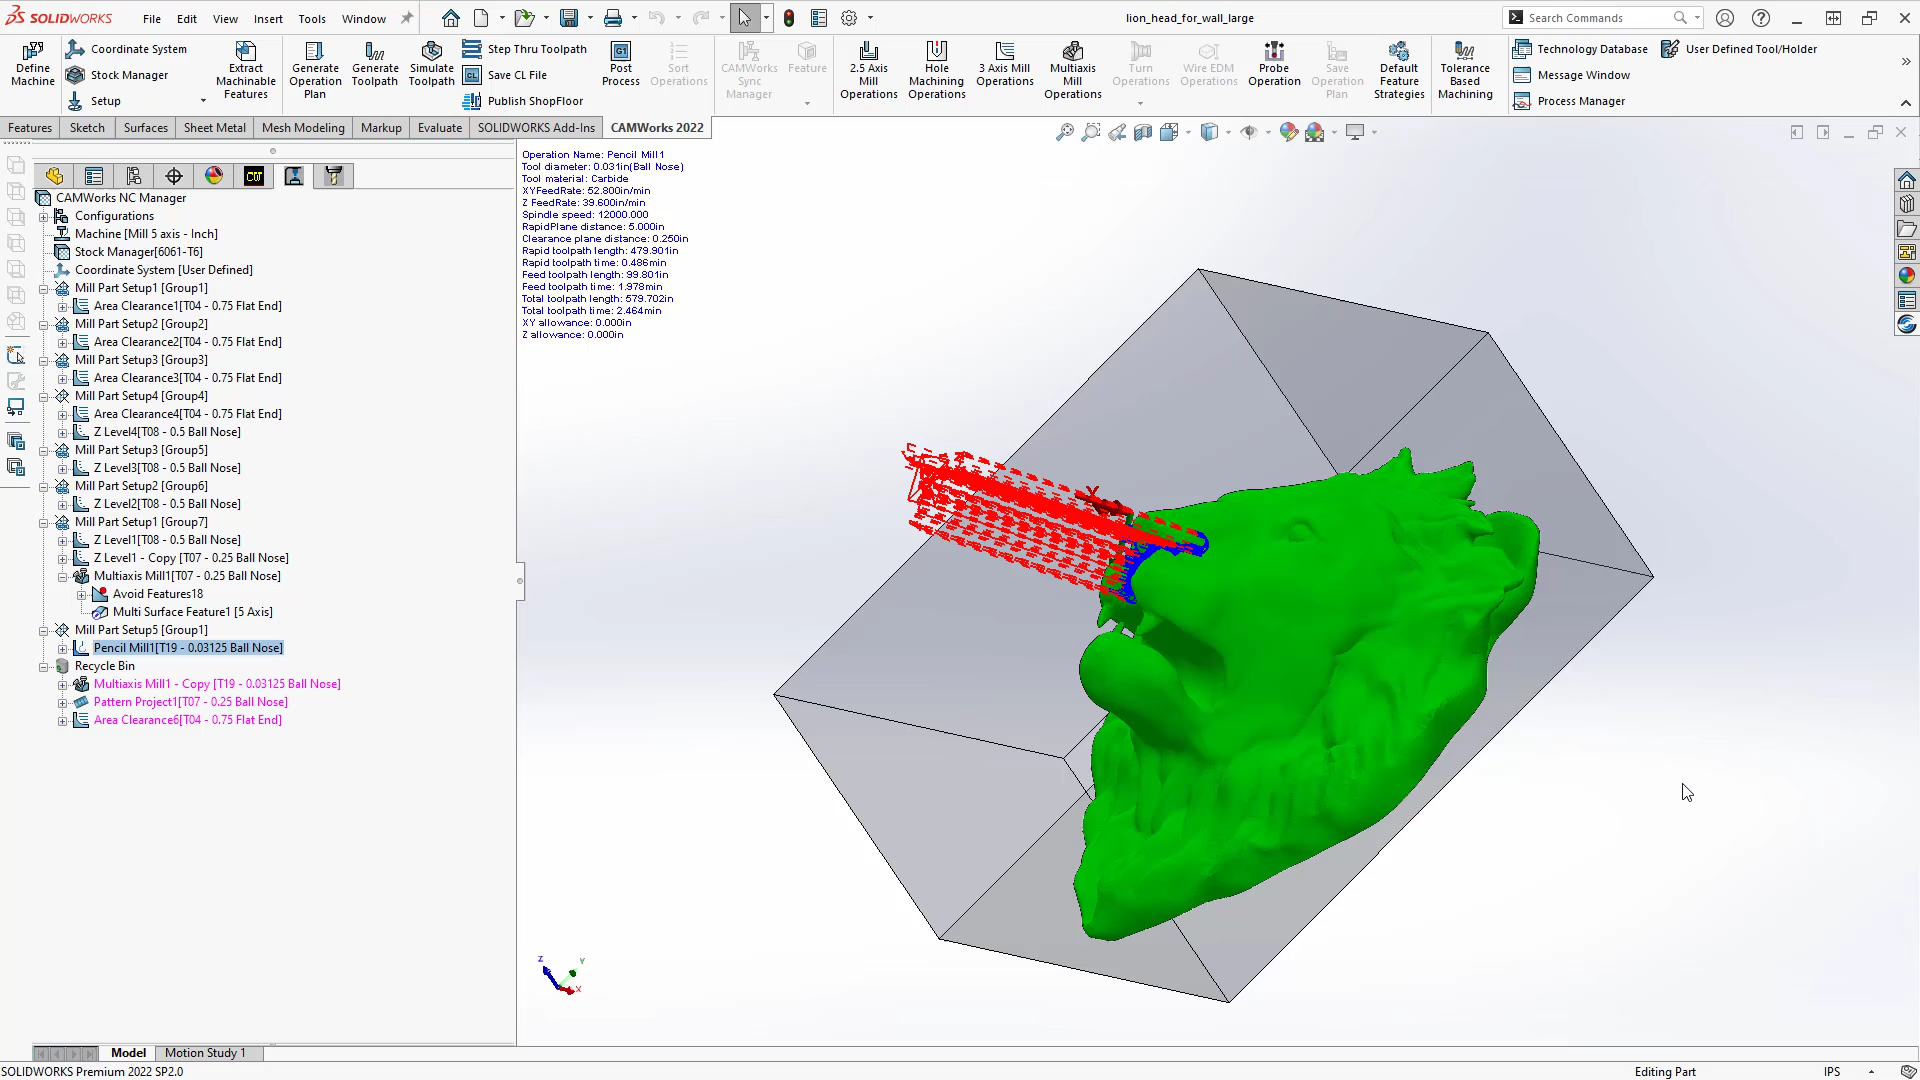 SOLIDWORKS File Edit View Insert Tools Window
lion_head_for_wall_large
Search Commands
Define Machine
Coordinate System
Stock Manager
Setup
Extract Machinable Features
Generate Operation Plan
Generate Toolpath
Simulate Toolpath
Step Thru Toolpath
Save CL File
Publish ShopFloor
Post Process
Sort Operations
CAMWorks Sync Manager
Feature
2.5 Axis Mill Operations
Hole Machining Operations
3 Axis Mill Operations
Multiaxis Mill Operations
Turn Operations
Wire EDM Operations
Probe Operation
Save Operation Plan
Default Feature Strategies
Tolerance Based Machining
Technology Database
User Defined Tool/Holder
Message Window
Process Manager
Features Sketch Surfaces Sheet Metal Mesh Modeling Markup Evaluate SOLIDWORKS Add-Ins CAMWorks 2022
CAMWorks NC Manager
Configurations
Machine [Mill 5 axis - Inch]
Stock Manager[6061-T6]
Coordinate System [User Defined]
Mill Part Setup1 [Group1]
Area Clearance1[T04 - 0.75 Flat End]
Mill Part Setup2 [Group2]
Area Clearance2[T04 - 0.75 Flat End]
Mill Part Setup3 [Group3]
Area Clearance3[T04 - 0.75 Flat End]
Mill Part Setup4 [Group4]
Area Clearance4[T04 - 0.75 Flat End]
Z Level4[T08 - 0.5 Ball Nose]
Mill Part Setup3 [Group5]
Z Level3[T08 - 0.5 Ball Nose]
Mill Part Setup2 [Group6]
Z Level2[T08 - 0.5 Ball Nose]
Mill Part Setup1 [Group7]
Z Level1[T08 - 0.5 Ball Nose]
Z Level1 - Copy [T07 - 0.25 Ball Nose]
Multiaxis Mill1[T07 - 0.25 Ball Nose]
Avoid Features18
Multi Surface Feature1 [5 Axis]
Mill Part Setup5 [Group1]
Pencil Mill1[T19 - 0.03125 Ball Nose]
Recycle Bin
Multiaxis Mill1 - Copy [T19 - 0.03125 Ball Nose]
Pattern Project1[T07 - 0.25 Ball Nose]
Area Clearance6[T04 - 0.75 Flat End]
Operation Name: Pencil Mill1
Tool diameter: 0.031in(Ball Nose)
Tool material: Carbide
XYFeedRate: 52.800in/min
Z FeedRate: 39.600in/min
Spindle speed: 12000.000
RapidPlane distance: 5.000in
Clearance plane distance: 0.250in
Rapid toolpath length: 479.901in
Rapid toolpath time: 0.486min
Feed toolpath length: 99.801in
Feed toolpath time: 1.978min
Total toolpath length: 579.702in
Total toolpath time: 2.464min
XY allowance: 0.000in
Z allowance: 0.000in
X
Z
Y
X
Model Motion Study 1
SOLIDWORKS Premium 2022 SP2.0
Editing Part
IPS